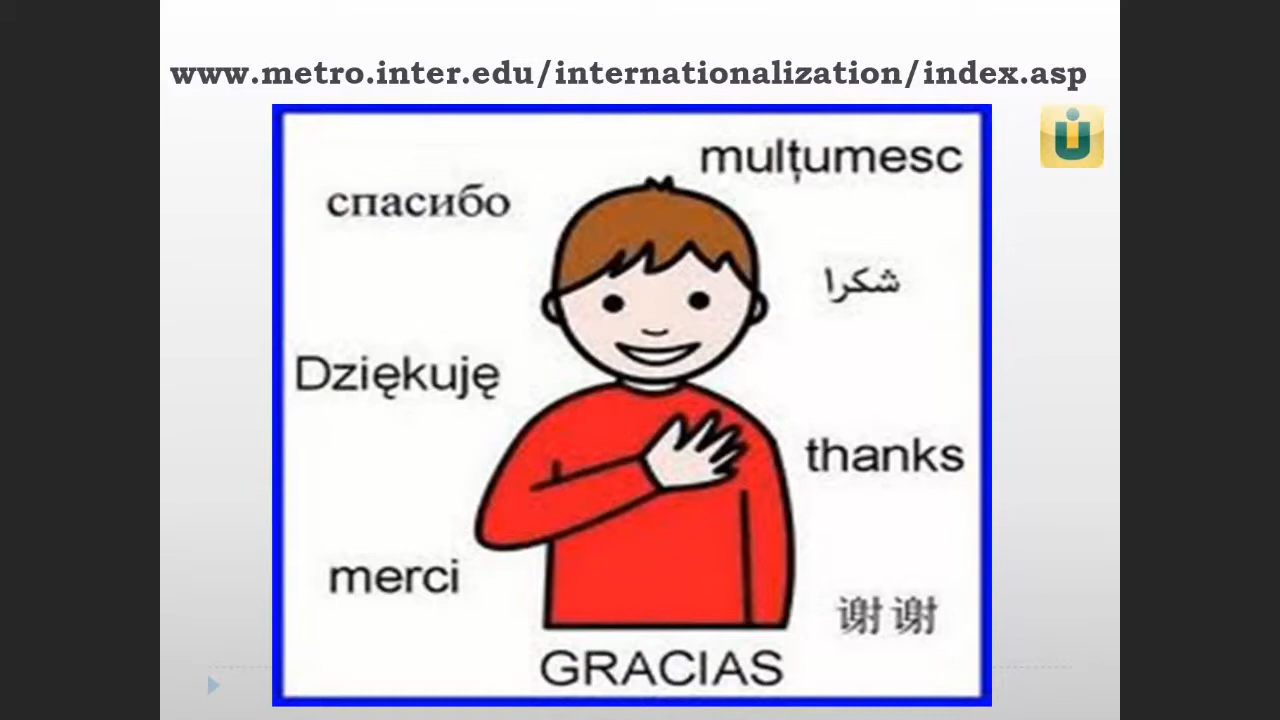 www.metro.inter.edu/internationalization/index.asp
mulțumesc
спасибо
شكرا
Dziękuję
thanks
merci
谢谢
GRACIAS